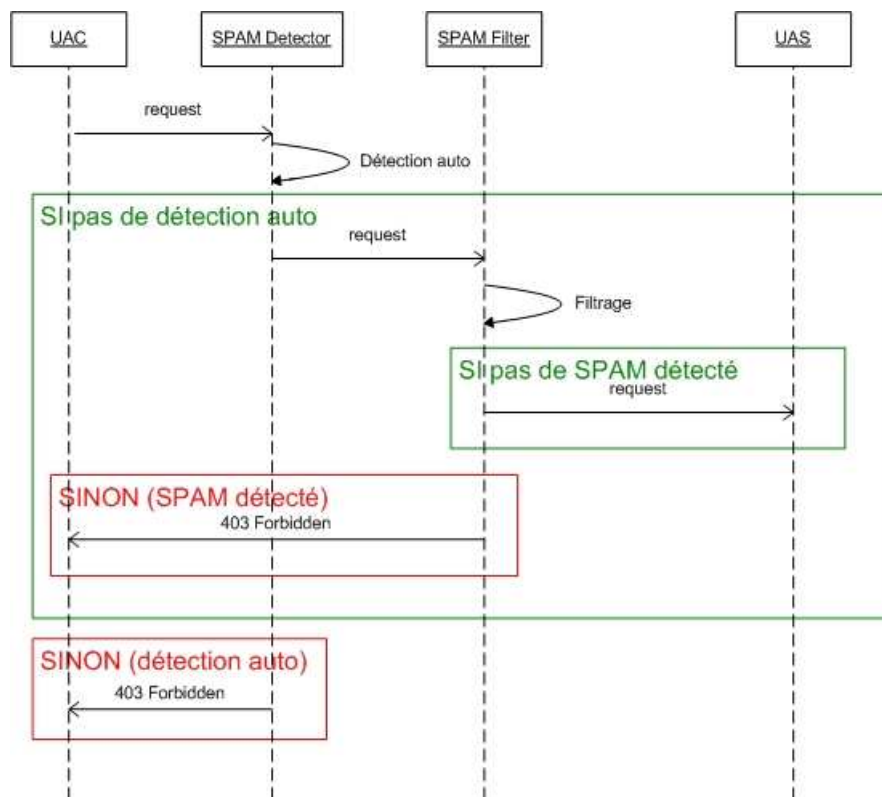 UAC
SPAM Detector
SPAM Filter
UAS
request
Détection auto
SI pas de détection auto
request
Filtrage
SI pas de SPAM détecté
request
SINON (SPAM détecté)
403 Forbidden
SINON (détection auto)
403 Forbidden